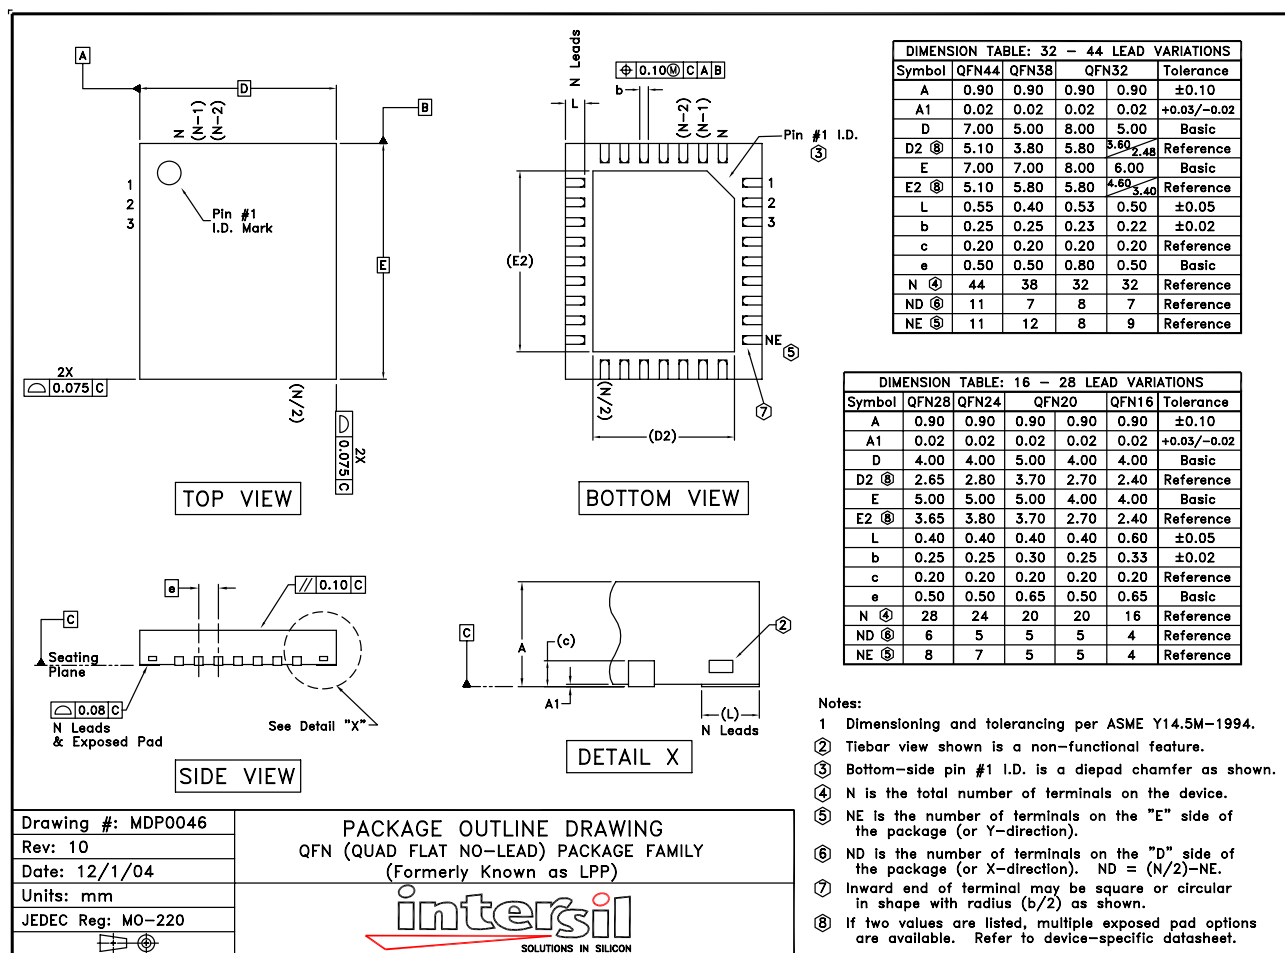 A
D
B
N
(N-1)
(N-2)
1
2
3
Pin #1
I.D. Mark
E
2X
0.075 C
(N/2)
2X
0.075 C
TOP VIEW
N Leads
L
0.10 M C A B
b
(N-2)
(N-1)
N
Pin #1 I.D.
3
1
2
3
(E2)
NE
5
7
(N/2)
(D2)
BOTTOM VIEW
e
// 0.10 C
C
Seating
Plane
0.08 C
N Leads
& Exposed Pad
See Detail "X"
SIDE VIEW
C
A
(c)
A1
2
(L)
N Leads
DETAIL X
DIMENSION TABLE: 32 - 44 LEAD VARIATIONS
Symbol QFN44 QFN38 QFN32 Tolerance
A 0.90 0.90 0.90 0.90 ±0.10
A1 0.02 0.02 0.02 0.02 +0.03/-0.02
D 7.00 5.00 8.00 5.00 Basic
D2 8 5.10 3.80 5.80 3.60/2.48 Reference
E 7.00 7.00 8.00 6.00 Basic
E2 8 5.10 5.80 5.80 4.60/3.40 Reference
L 0.55 0.40 0.53 0.50 ±0.05
b 0.25 0.25 0.23 0.22 ±0.02
c 0.20 0.20 0.20 0.20 Reference
e 0.50 0.50 0.80 0.50 Basic
N 4 44 38 32 32 Reference
ND 6 11 7 8 7 Reference
NE 5 11 12 8 9 Reference
DIMENSION TABLE: 16 - 28 LEAD VARIATIONS
Symbol QFN28 QFN24 QFN20 QFN16 Tolerance
A 0.90 0.90 0.90 0.90 0.90 ±0.10
A1 0.02 0.02 0.02 0.02 0.02 +0.03/-0.02
D 4.00 4.00 5.00 4.00 4.00 Basic
D2 8 2.65 2.80 3.70 2.70 2.40 Reference
E 5.00 5.00 5.00 4.00 4.00 Basic
E2 8 3.65 3.80 3.70 2.70 2.40 Reference
L 0.40 0.40 0.40 0.40 0.60 ±0.05
b 0.25 0.25 0.30 0.25 0.33 ±0.02
c 0.20 0.20 0.20 0.20 0.20 Reference
e 0.50 0.50 0.65 0.50 0.65 Basic
N 4 28 24 20 20 16 Reference
ND 6 6 5 5 5 4 Reference
NE 5 8 7 5 5 4 Reference
Notes:
1 Dimensioning and tolerancing per ASME Y14.5M-1994.
2 Tiebar view shown is a non-functional feature.
3 Bottom-side pin #1 I.D. is a diepad chamfer as shown.
4 N is the total number of terminals on the device.
5 NE is the number of terminals on the "E" side of
the package (or Y-direction).
6 ND is the number of terminals on the "D" side of
the package (or X-direction). ND = (N/2)-NE.
7 Inward end of terminal may be square or circular
in shape with radius (b/2) as shown.
8 If two values are listed, multiple exposed pad options
are available. Refer to device-specific datasheet.
Drawing #: MDP0046
Rev: 10
Date: 12/1/04
Units: mm
JEDEC Reg: MO-220
PACKAGE OUTLINE DRAWING
QFN (QUAD FLAT NO-LEAD) PACKAGE FAMILY
(Formerly Known as LPP)
intersil
SOLUTIONS IN SILICON